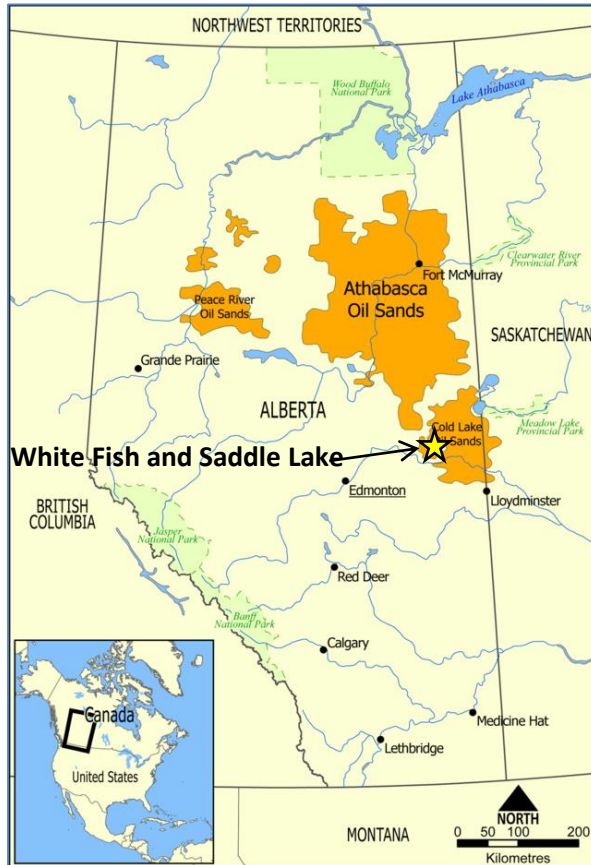 NORTHWEST TERRITORIES
Wood Buffalo
National Park
Lake Athabasca
Clearwater River
Provincial Park
Fort McMurray
Athabasca
Oil Sands
Peace River
Oil Sands
SASKATCHEWAN
Grande Prairie
ALBERTA
Cold Lake
Oil Sands
Meadow Lake
Provincial Park
White Fish and Saddle Lake
Edmonton
Lloydminster
BRITISH
COLUMBIA
Jasper
National Park
Red Deer
Banff
National Park
Calgary
Canada
United States
Medicine Hat
Lethbridge
MONTANA
NORTH
0 50 100 200
Kilometres